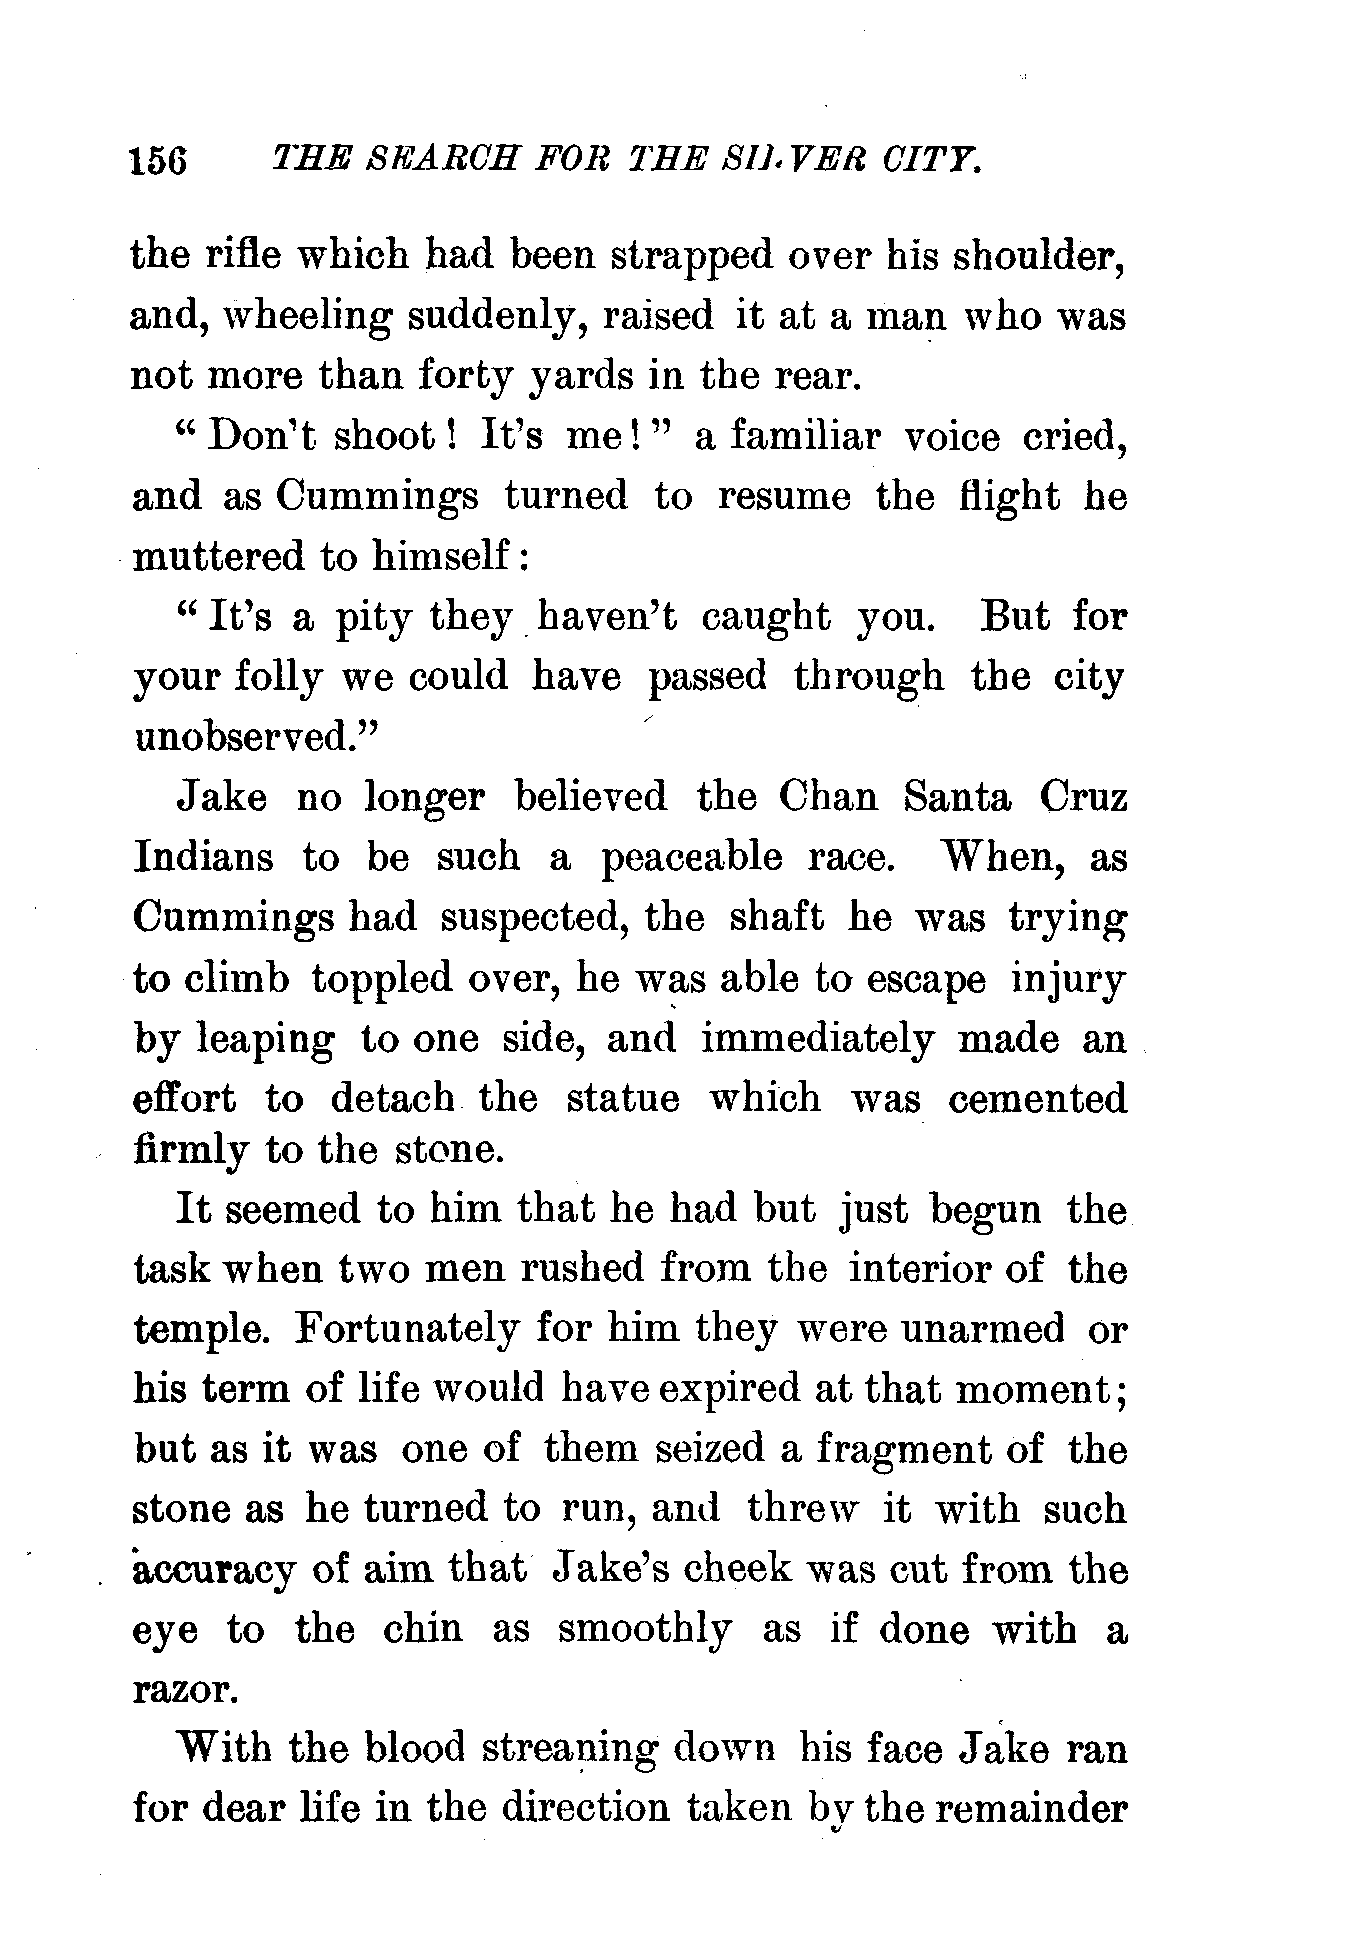 156 THE SEARCH FOR THE SILVER CITY.
the rifle which had been strapped over his shoulder,
and, wheeling suddenly, raised it at a man who was
not more than forty yards in the rear.
“Don't shoot! It's me!” a familiar voice cried,
and as Cummings turned to resume the flight he
muttered to himself:
“It's a pity they haven't caught you. But for
your folly we could have passed through the city
unobserved.”
Jake no longer believed the Chan Santa Cruz
Indians to be such a peaceable race. When, as
Cummings had suspected, the shaft he was trying
to climb toppled over, he was able to escape injury
by leaping to one side, and immediately made an
effort to detach the statue which was cemented
firmly to the stone.
It seemed to him that he had but just begun the
task when two men rushed from the interior of the
temple. Fortunately for him they were unarmed or
his term of life would have expired at that moment;
but as it was one of them seized a fragment of the
stone as he turned to run, and threw it with such
accuracy of aim that Jake's cheek was cut from the
eye to the chin as smoothly as if done with a
razor.
With the blood streaning down his face Jake ran
for dear life in the direction taken by the remainder